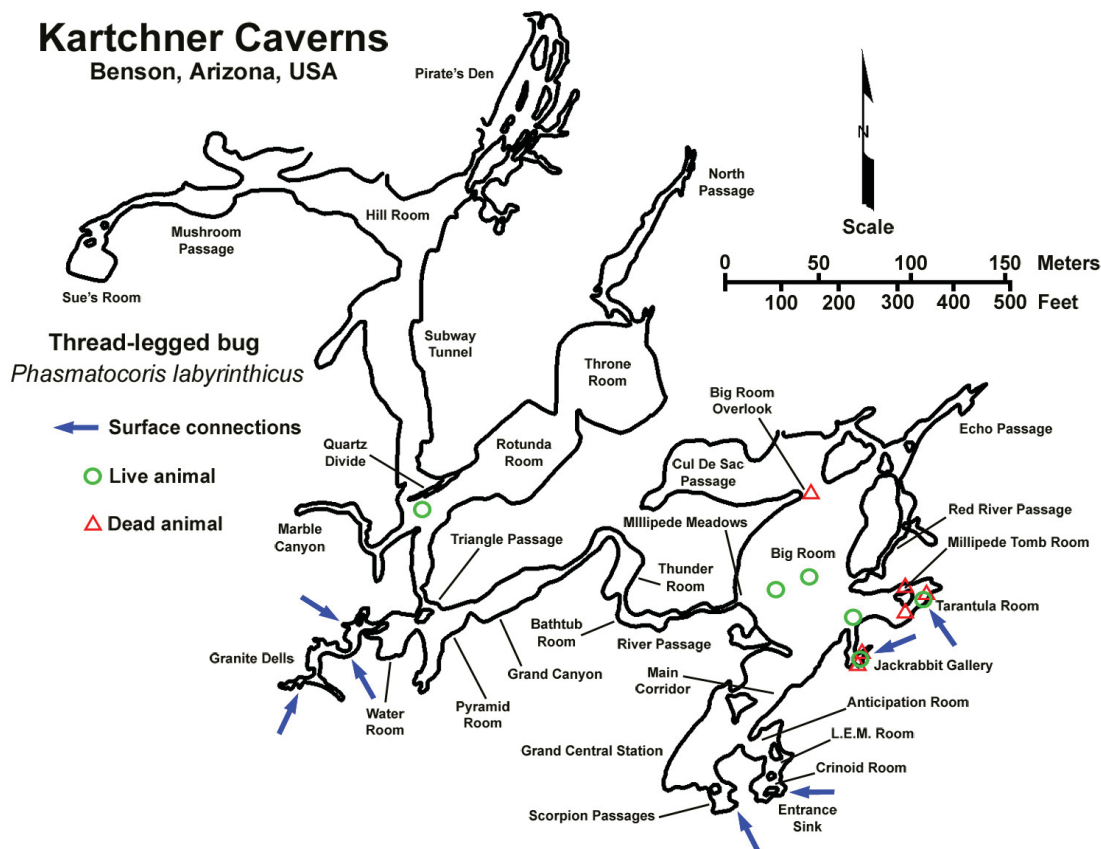 Kartchner Caverns
Benson, Arizona, USA
Pirate's Den
North
Passage
N
Scale
0 50 100 150 Meters
100 200 300 400 500 Feet
Hill Room
Mushroom
Passage
Sue's Room
Subway
Tunnel
Throne
Room
Thread-legged bug
Phasmatocoris labyrinthicus
Surface connections
Live animal
Dead animal
Big Room
Overlook
Echo Passage
Quartz
Divide
Rotunda
Room
Cul De Sac
Passage
MIllipede Meadows
Red River Passage
Marble
Canyon
Triangle Passage
Millipede Tomb Room
Big Room
Thunder
Room
Tarantula Room
Bathtub
Room
River Passage
Granite Dells
Grand Canyon
Main
Corridor
Jackrabbit Gallery
Water
Room
Pyramid
Room
Anticipation Room
L.E.M. Room
Grand Central Station
Crinoid Room
Scorpion Passages
Entrance
Sink